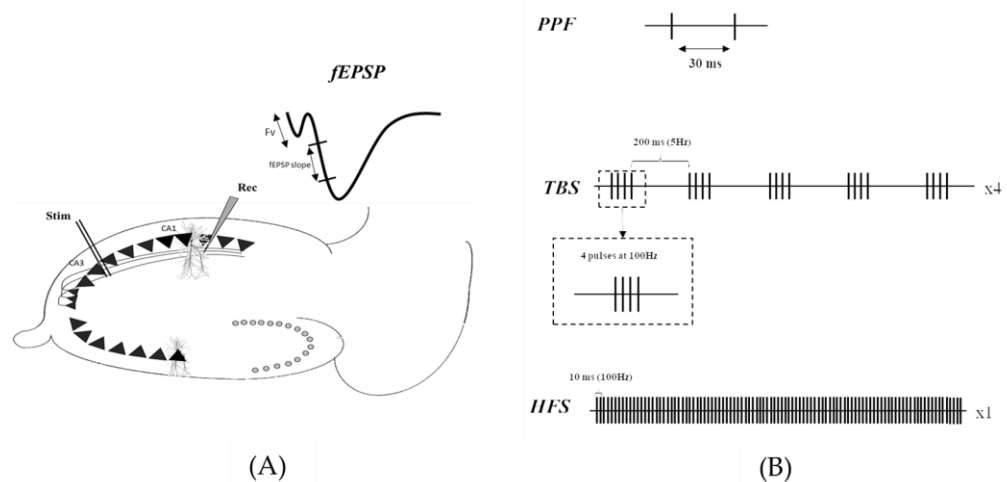 fEPSP
Fv
fEPSP slope
Rec
Stim
CA1
CA3
(A)
PPF
30 ms
200 ms (5Hz)
TBS
x4
4 pulses at 100Hz
10 ms (100Hz)
HFS
x1
(B)